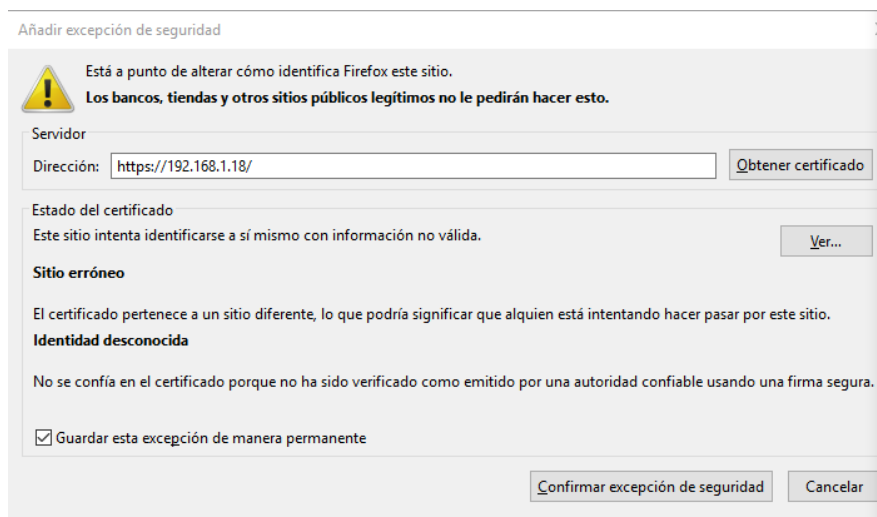 Añadir excepción de seguridad
Está a punto de alterar cómo identifica Firefox este sitio.
Los bancos, tiendas y otros sitios públicos legítimos no le pedirán hacer esto.
Servidor
Dirección: https://192.168.1.18/ Obtener certificado
Estado del certificado
Este sitio intenta identificarse a sí mismo con información no válida. Ver...
Sitio erróneo
El certificado pertenece a un sitio diferente, lo que podría significar que alguien está intentando hacer pasar por este sitio.
Identidad desconocida
No se confía en el certificado porque no ha sido verificado como emitido por una autoridad confiable usando una firma segura.
Guardar esta excepción de manera permanente
Confirmar excepción de seguridad Cancelar